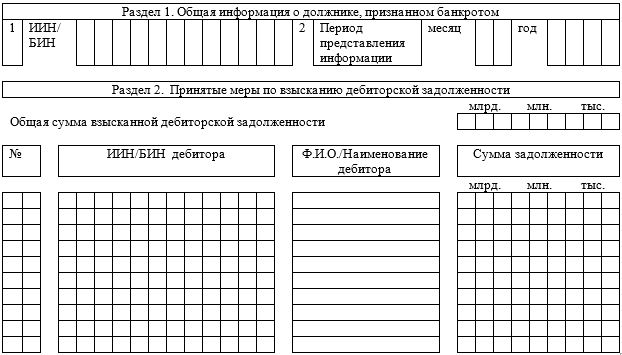 Раздел 1. Общая информация о должнике, признанном банкротом
1 ИИН/ БИН 2 Период представления информации месяц год
Раздел 2. Принятые меры по взысканию дебиторской задолженности
млрд. млн. тыс.
Общая сумма взысканной дебиторской задолженности
№ ИИН/БИН дебитора Ф.И.О./Наименование дебитора Сумма задолженности
млрд. млн. тыс.